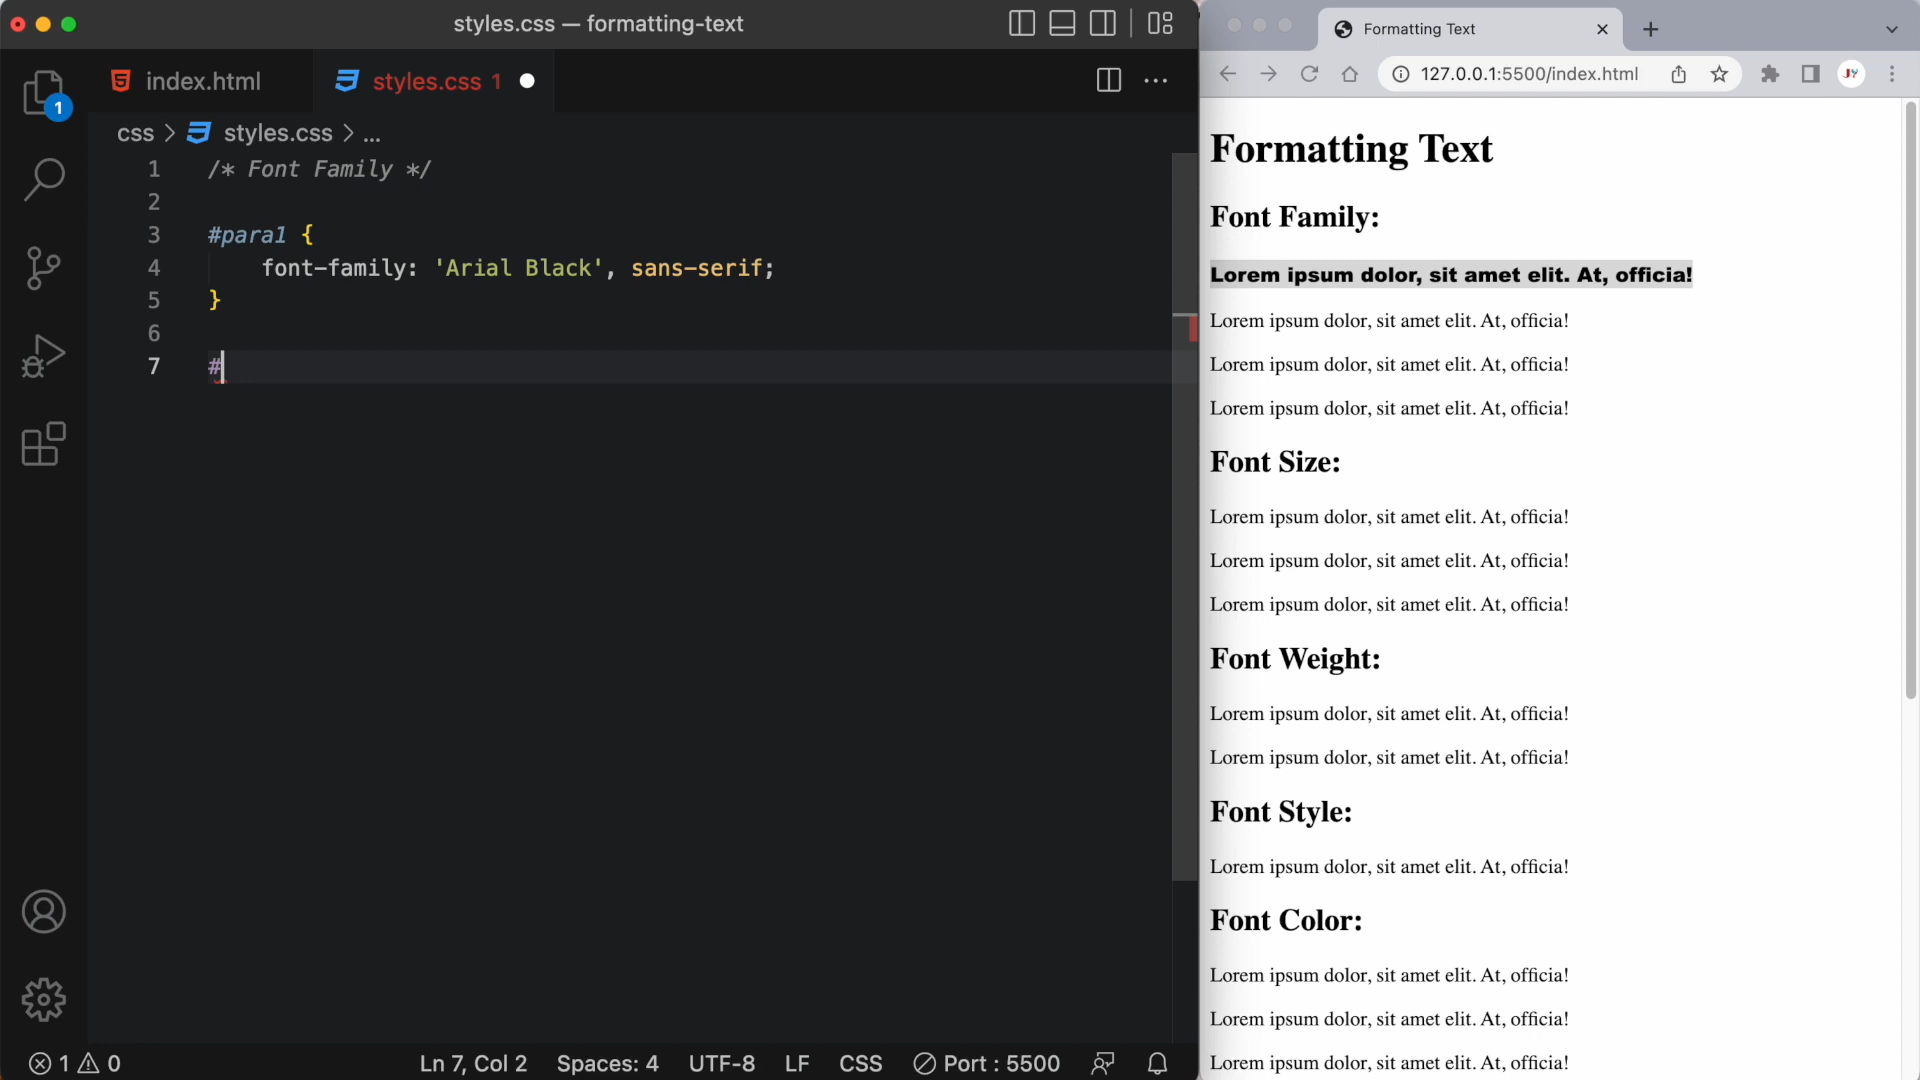 styles.css — formatting-text
index.html
styles.css 1
css > styles.css > ...
1
1 /* Font Family */
2
3 #para1 {
4 font-family: 'Arial Black', sans-serif;
5 }
6
7 #
1 0
Ln 7, Col 2
Spaces: 4
UTF-8
LF
CSS
Port : 5500
Formatting Text
127.0.0.1:5500/index.html
JY
Formatting Text
Font Family:
Lorem ipsum dolor, sit amet elit. At, officia!
Lorem ipsum dolor, sit amet elit. At, officia!
Lorem ipsum dolor, sit amet elit. At, officia!
Lorem ipsum dolor, sit amet elit. At, officia!
Font Size:
Lorem ipsum dolor, sit amet elit. At, officia!
Lorem ipsum dolor, sit amet elit. At, officia!
Lorem ipsum dolor, sit amet elit. At, officia!
Font Weight:
Lorem ipsum dolor, sit amet elit. At, officia!
Lorem ipsum dolor, sit amet elit. At, officia!
Font Style:
Lorem ipsum dolor, sit amet elit. At, officia!
Font Color:
Lorem ipsum dolor, sit amet elit. At, officia!
Lorem ipsum dolor, sit amet elit. At, officia!
Lorem ipsum dolor, sit amet elit. At, officia!